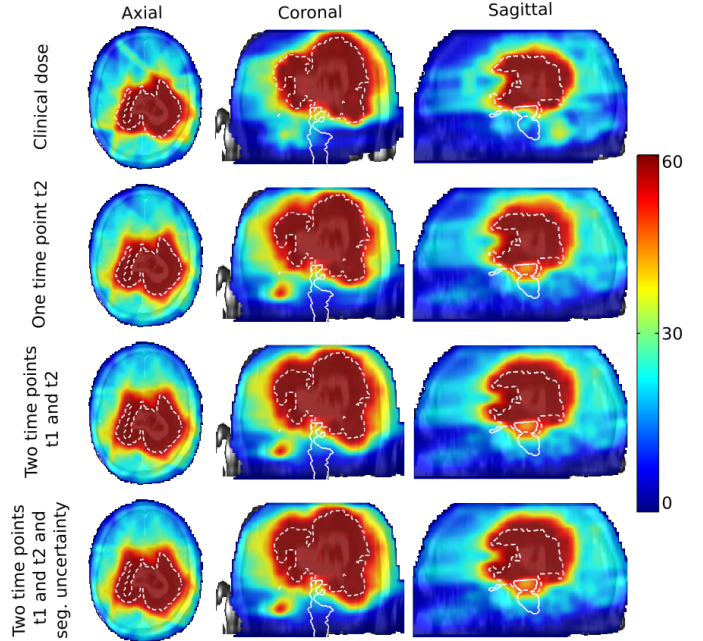 Axial
Coronal
Sagittal
Clinical dose
One time point t2
Two time points
t1 and t2
Two time points
t1 and t2 and
seg. uncertainty
60
30
0